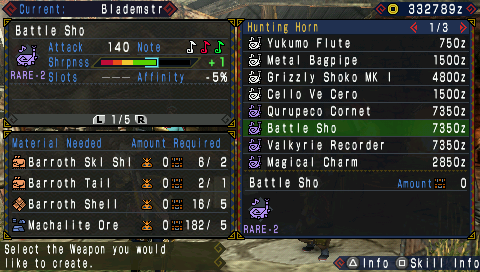 Current: Blademstr
332789z
Battle Sho
Attack 140 Note
Shrpnss +1
RARE-2 Slots --- Affinity -5%
L 1/5 R
Material Needed Amount Required
Barroth Skl Shl 0 6/ 2
Barroth Tail 0 2/ 1
Barroth Shell 0 16/ 5
Machalite Ore 0 182/ 5
Select the Weapon you would
like to create.
Hunting Horn 1/3
Yukumo Flute 750z
Metal Bagpipe 1500z
Grizzly Shoko MK I 4800z
Cello Ve Cero 1500z
Qurupeco Cornet 7350z
Battle Sho 7350z
Valkyrie Recorder 7350z
Magical Charm 2850z
Battle Sho Amount 0
RARE-2
Info Skill Info